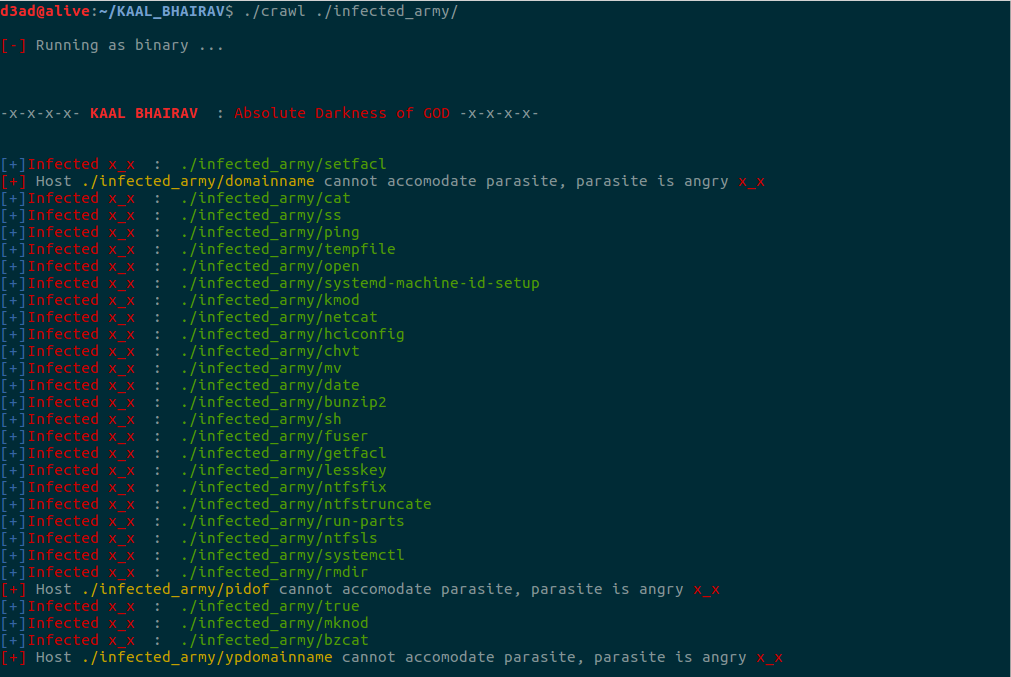 d3ad@alive:~/KAAL_BHAIRAV$ ./crawl ./infected_army/
[-] Running as binary ...
-x-x-x-x- KAAL BHAIRAV  : Absolute Darkness of GOD -x-x-x-x-
[+]Infected x_x  :  ./infected_army/setfacl
[+] Host ./infected_army/domainname cannot accomodate parasite, parasite is angry x_x
[+]Infected x_x  :  ./infected_army/cat
[+]Infected x_x  :  ./infected_army/ss
[+]Infected x_x  :  ./infected_army/ping
[+]Infected x_x  :  ./infected_army/tempfile
[+]Infected x_x  :  ./infected_army/open
[+]Infected x_x  :  ./infected_army/systemd-machine-id-setup
[+]Infected x_x  :  ./infected_army/kmod
[+]Infected x_x  :  ./infected_army/netcat
[+]Infected x_x  :  ./infected_army/hciconfig
[+]Infected x_x  :  ./infected_army/chvt
[+]Infected x_x  :  ./infected_army/mv
[+]Infected x_x  :  ./infected_army/date
[+]Infected x_x  :  ./infected_army/bunzip2
[+]Infected x_x  :  ./infected_army/sh
[+]Infected x_x  :  ./infected_army/fuser
[+]Infected x_x  :  ./infected_army/getfacl
[+]Infected x_x  :  ./infected_army/lesskey
[+]Infected x_x  :  ./infected_army/ntfsfix
[+]Infected x_x  :  ./infected_army/ntfstruncate
[+]Infected x_x  :  ./infected_army/run-parts
[+]Infected x_x  :  ./infected_army/ntfsls
[+]Infected x_x  :  ./infected_army/systemctl
[+]Infected x_x  :  ./infected_army/rmdir
[+] Host ./infected_army/pidof cannot accomodate parasite, parasite is angry x_x
[+]Infected x_x  :  ./infected_army/true
[+]Infected x_x  :  ./infected_army/mknod
[+]Infected x_x  :  ./infected_army/bzcat
[+] Host ./infected_army/ypdomainname cannot accomodate parasite, parasite is angry x_x